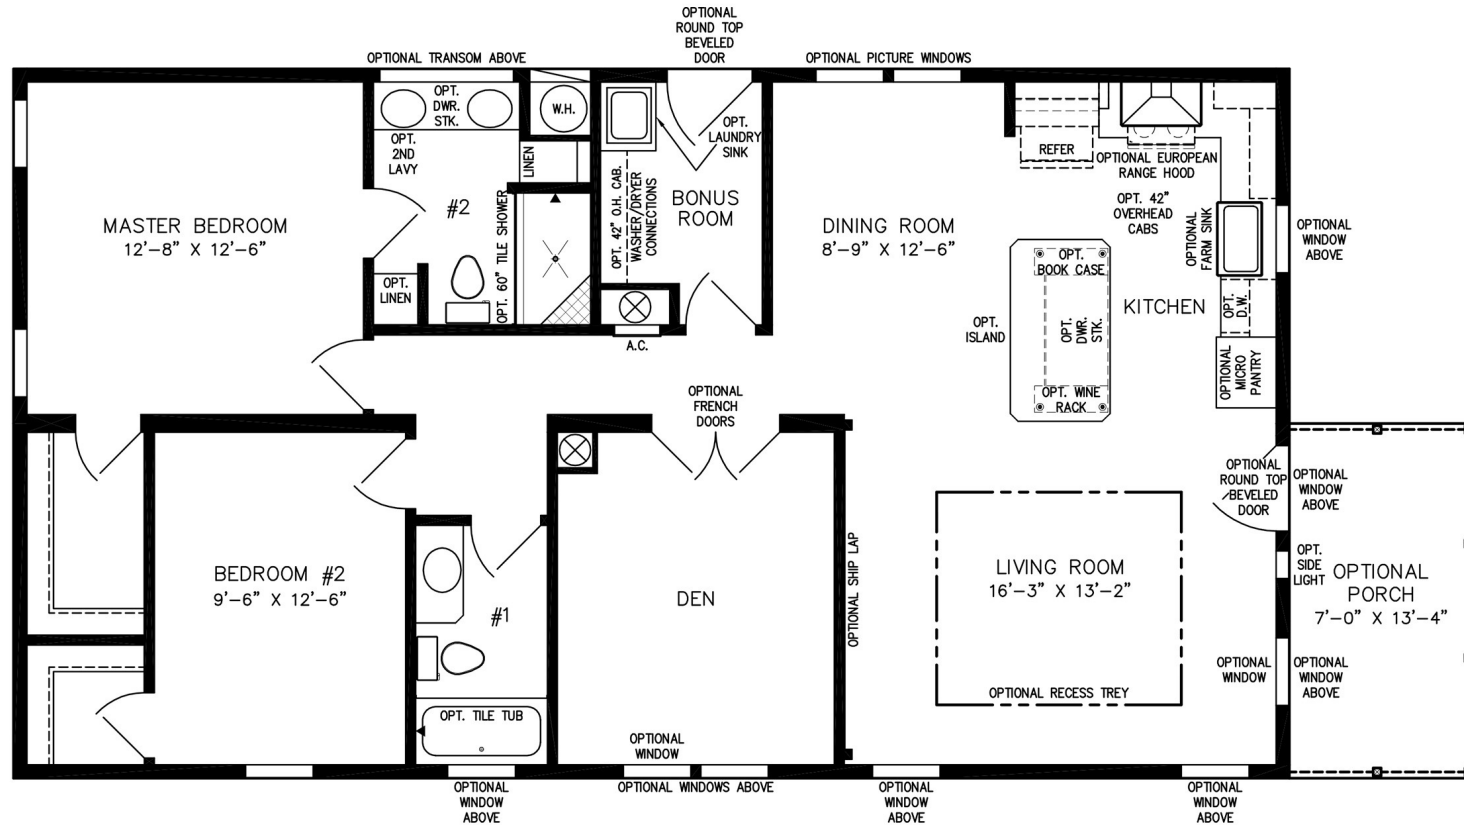 OPTIONAL
ROUND TOP
BEVELED
DOOR
OPTIONAL TRANSOM ABOVE
OPTIONAL PICTURE WINDOWS
OPT.
DWR.
STK.
W.H.
OPT.
2ND
LAVY
LINEN
OPT.
LAUNDRY
SINK
REFER
OPTIONAL EUROPEAN
RANGE HOOD
MASTER BEDROOM
12'-8" X 12'-6"
#2
OPT. 60" TILE SHOWER
OPT. 42" O.H. CAB.
WASHER/DRYER
CONNECTIONS
BONUS
ROOM
DINING ROOM
8'-9" X 12'-6"
OPT. 42"
OVERHEAD
CABS
OPTIONAL
FARM SINK
OPTIONAL
WINDOW
ABOVE
OPT.
LINEN
OPT.
BOOK CASE
KITCHEN
OPT.
D.W.
OPT.
ISLAND
OPT.
DWR.
STK.
A.C.
OPTIONAL
MICRO
PANTRY
OPTIONAL
FRENCH
DOORS
OPT. WINE
RACK
OPTIONAL
ROUND TOP
BEVELED
DOOR
OPTIONAL
WINDOW
ABOVE
BEDROOM #2
9'-6" X 12'-6"
#1
DEN
OPTIONAL SHIP LAP
LIVING ROOM
16'-3" X 13'-2"
OPT.
SIDE
LIGHT
OPTIONAL
PORCH
7'-0" X 13'-4"
OPTIONAL
WINDOW
OPTIONAL
WINDOW
ABOVE
OPTIONAL RECESS TREY
OPT. TILE TUB
OPTIONAL
WINDOW
OPTIONAL
WINDOW
ABOVE
OPTIONAL WINDOWS ABOVE
OPTIONAL
WINDOW
ABOVE
OPTIONAL
WINDOW
ABOVE